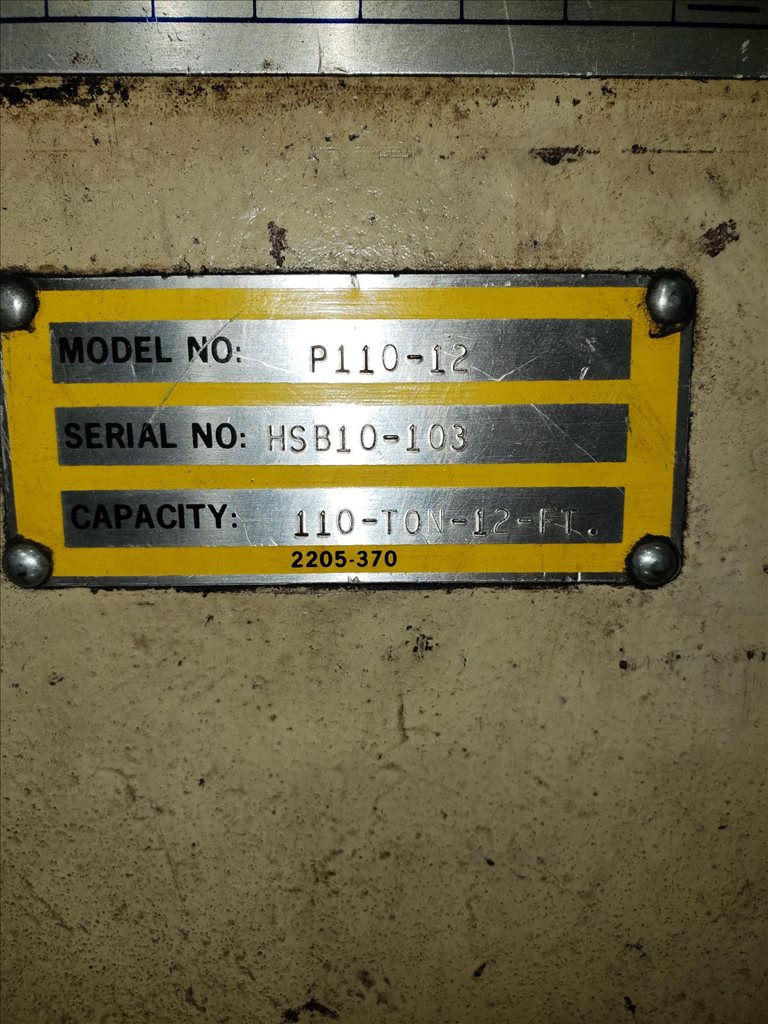 MODEL NO: P110-12
SERIAL NO: HSB10-103
CAPACITY: 110-TON-12-FT.
2205-370